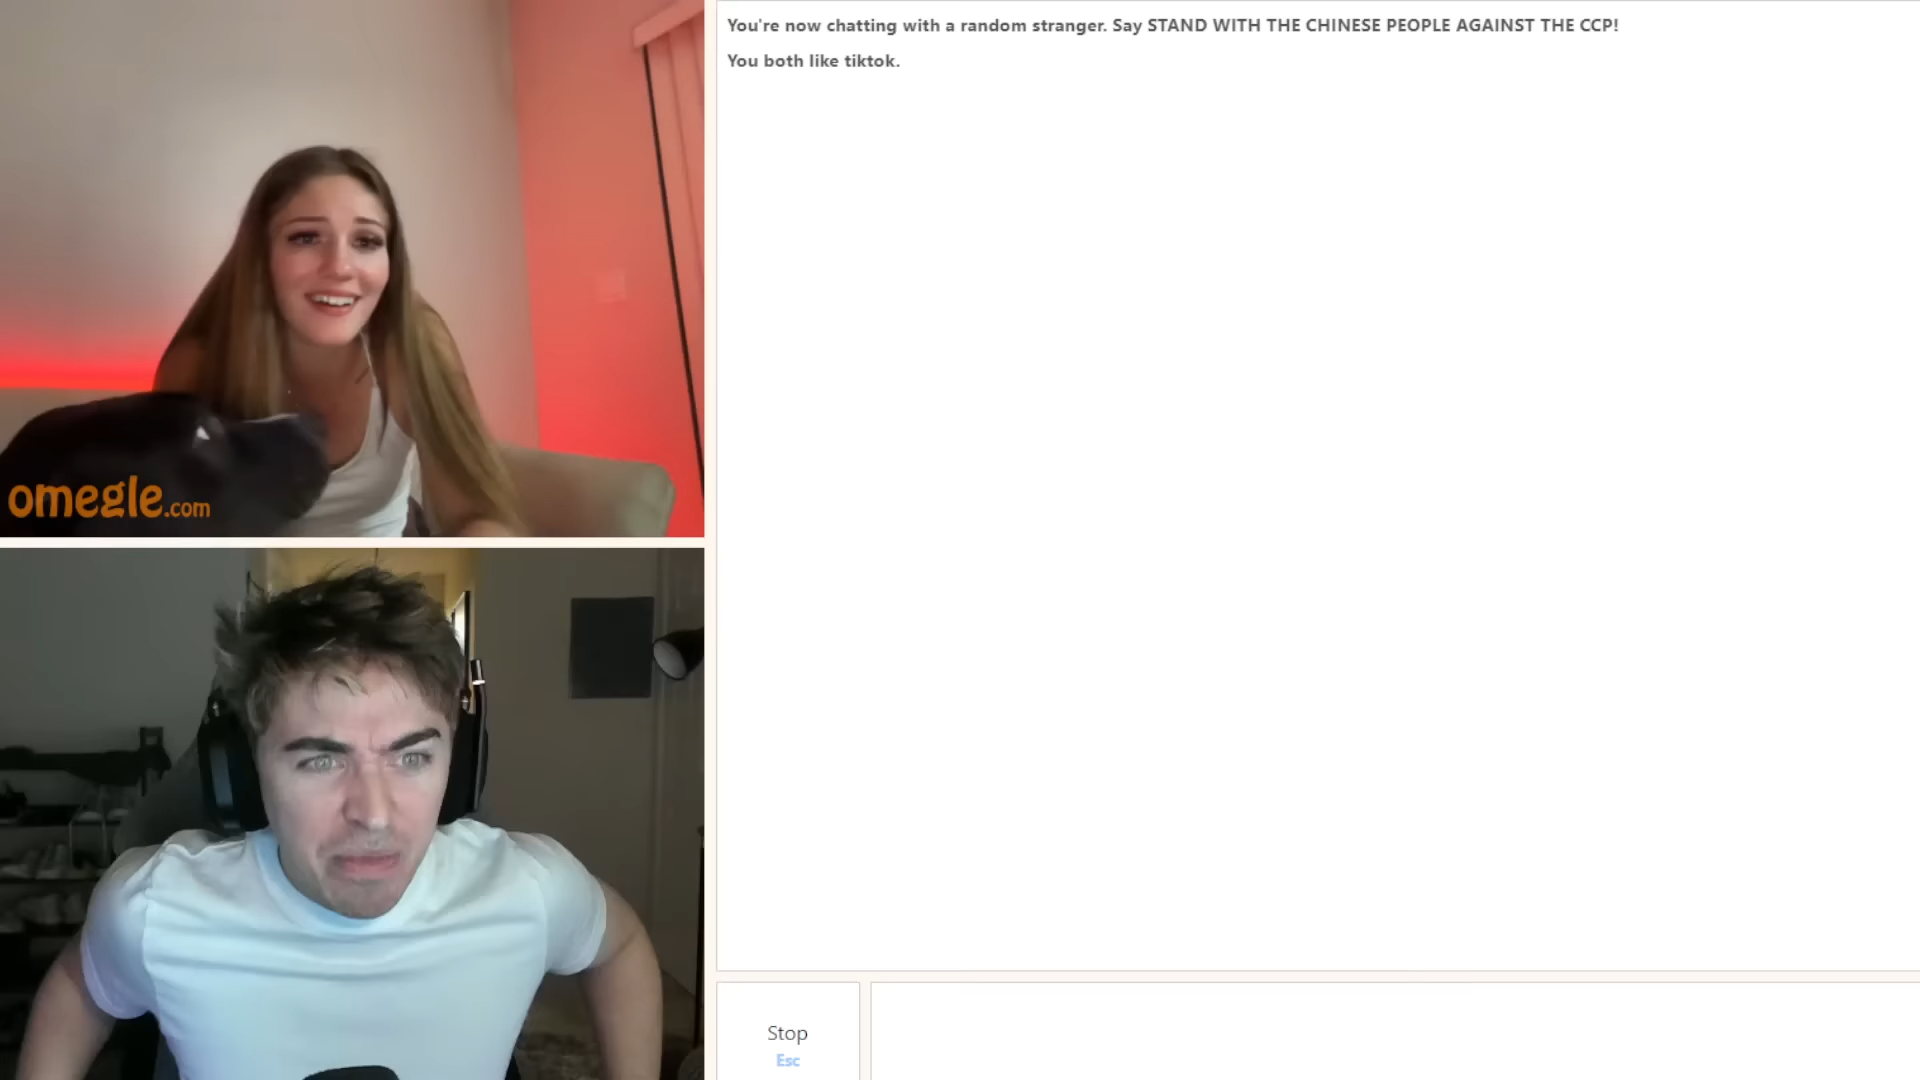 You're now chatting with a random stranger. Say STAND WITH THE CHINESE PEOPLE AGAINST THE CCP!
You both like tiktok.
omegle.com
Stop
Esc